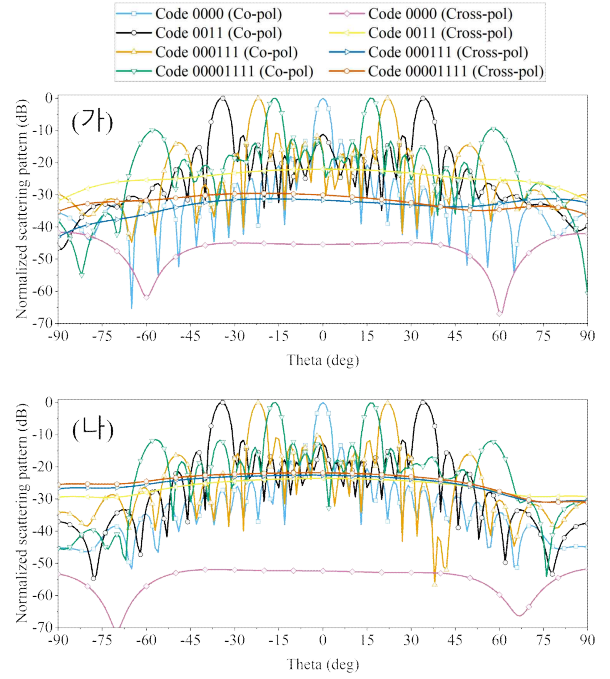 Code 0000 (Co-pol) Code 0000 (Cross-pol)
Code 0011 (Co-pol) Code 0011 (Cross-pol)
Code 000111 (Co-pol) Code 000111 (Cross-pol)
Code 00001111 (Co-pol) Code 00001111 (Cross-pol)
(가)
Normalized scattering pattern (dB)
0
-10
-20
-30
-40
-50
-60
-70
-90 -75 -60 -45 -30 -15 0 15 30 45 60 75 90
Theta (deg)
(나)
Normalized scattering pattern (dB)
0
-10
-20
-30
-40
-50
-60
-70
-90 -75 -60 -45 -30 -15 0 15 30 45 60 75 90
Theta (deg)